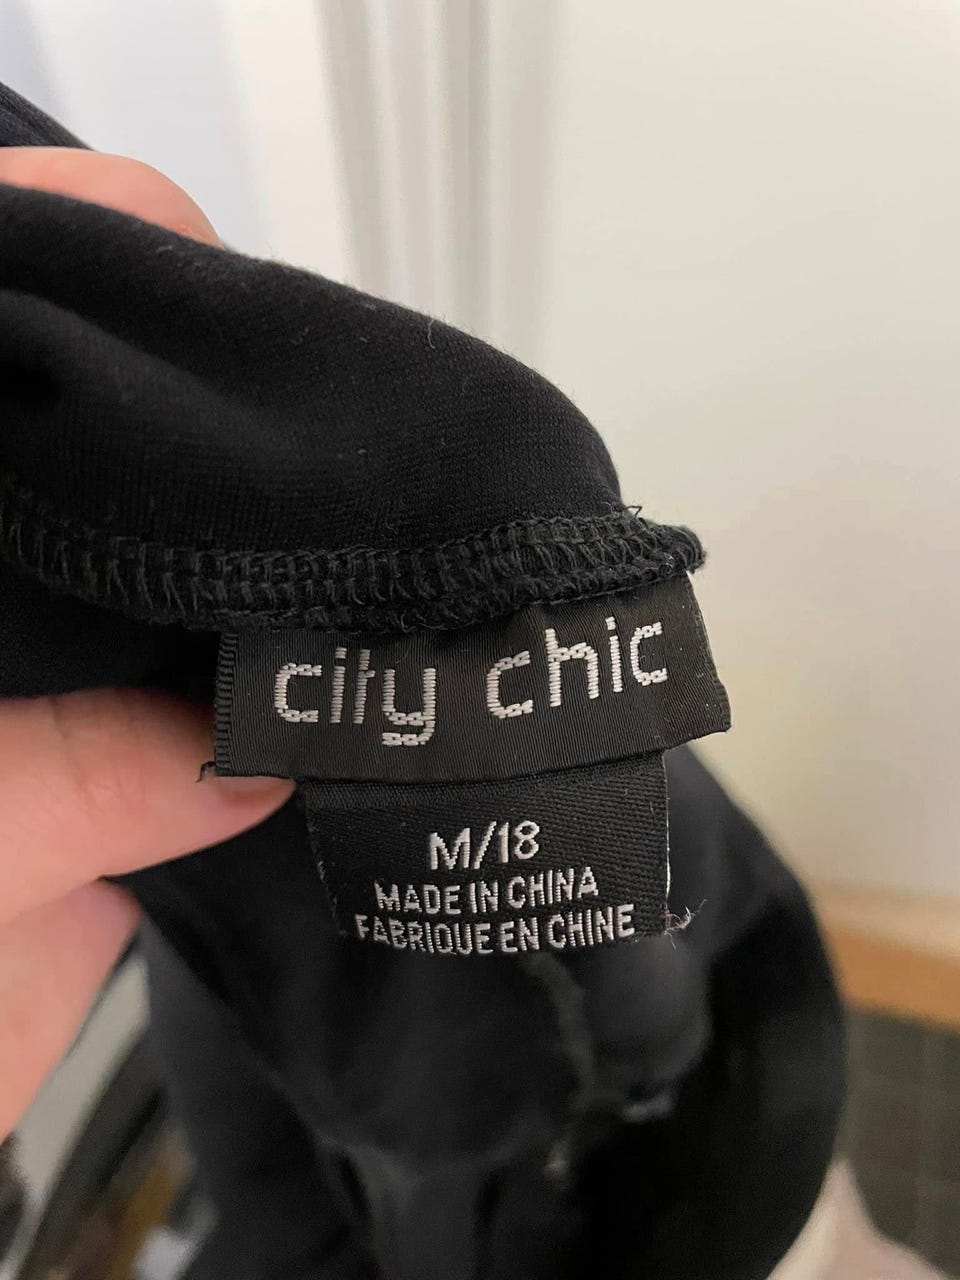 city chic
M/18
MADE IN CHINA
FABRIQUE EN CHINE